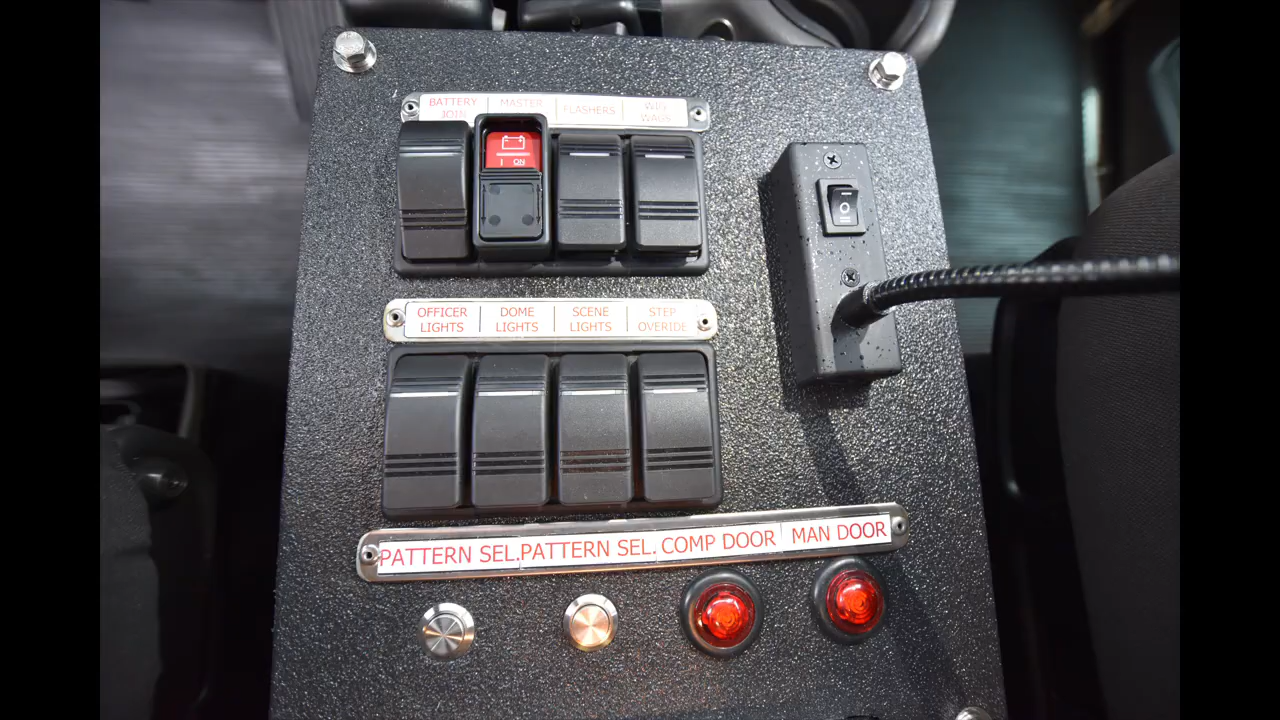 BATTERY JOIN MASTER FLASHERS WIG WAGS
I ON
O
OFFICER LIGHTS DOME LIGHTS SCENE LIGHTS STEP OVERIDE
PATTERN SEL. PATTERN SEL. COMP DOOR MAN DOOR